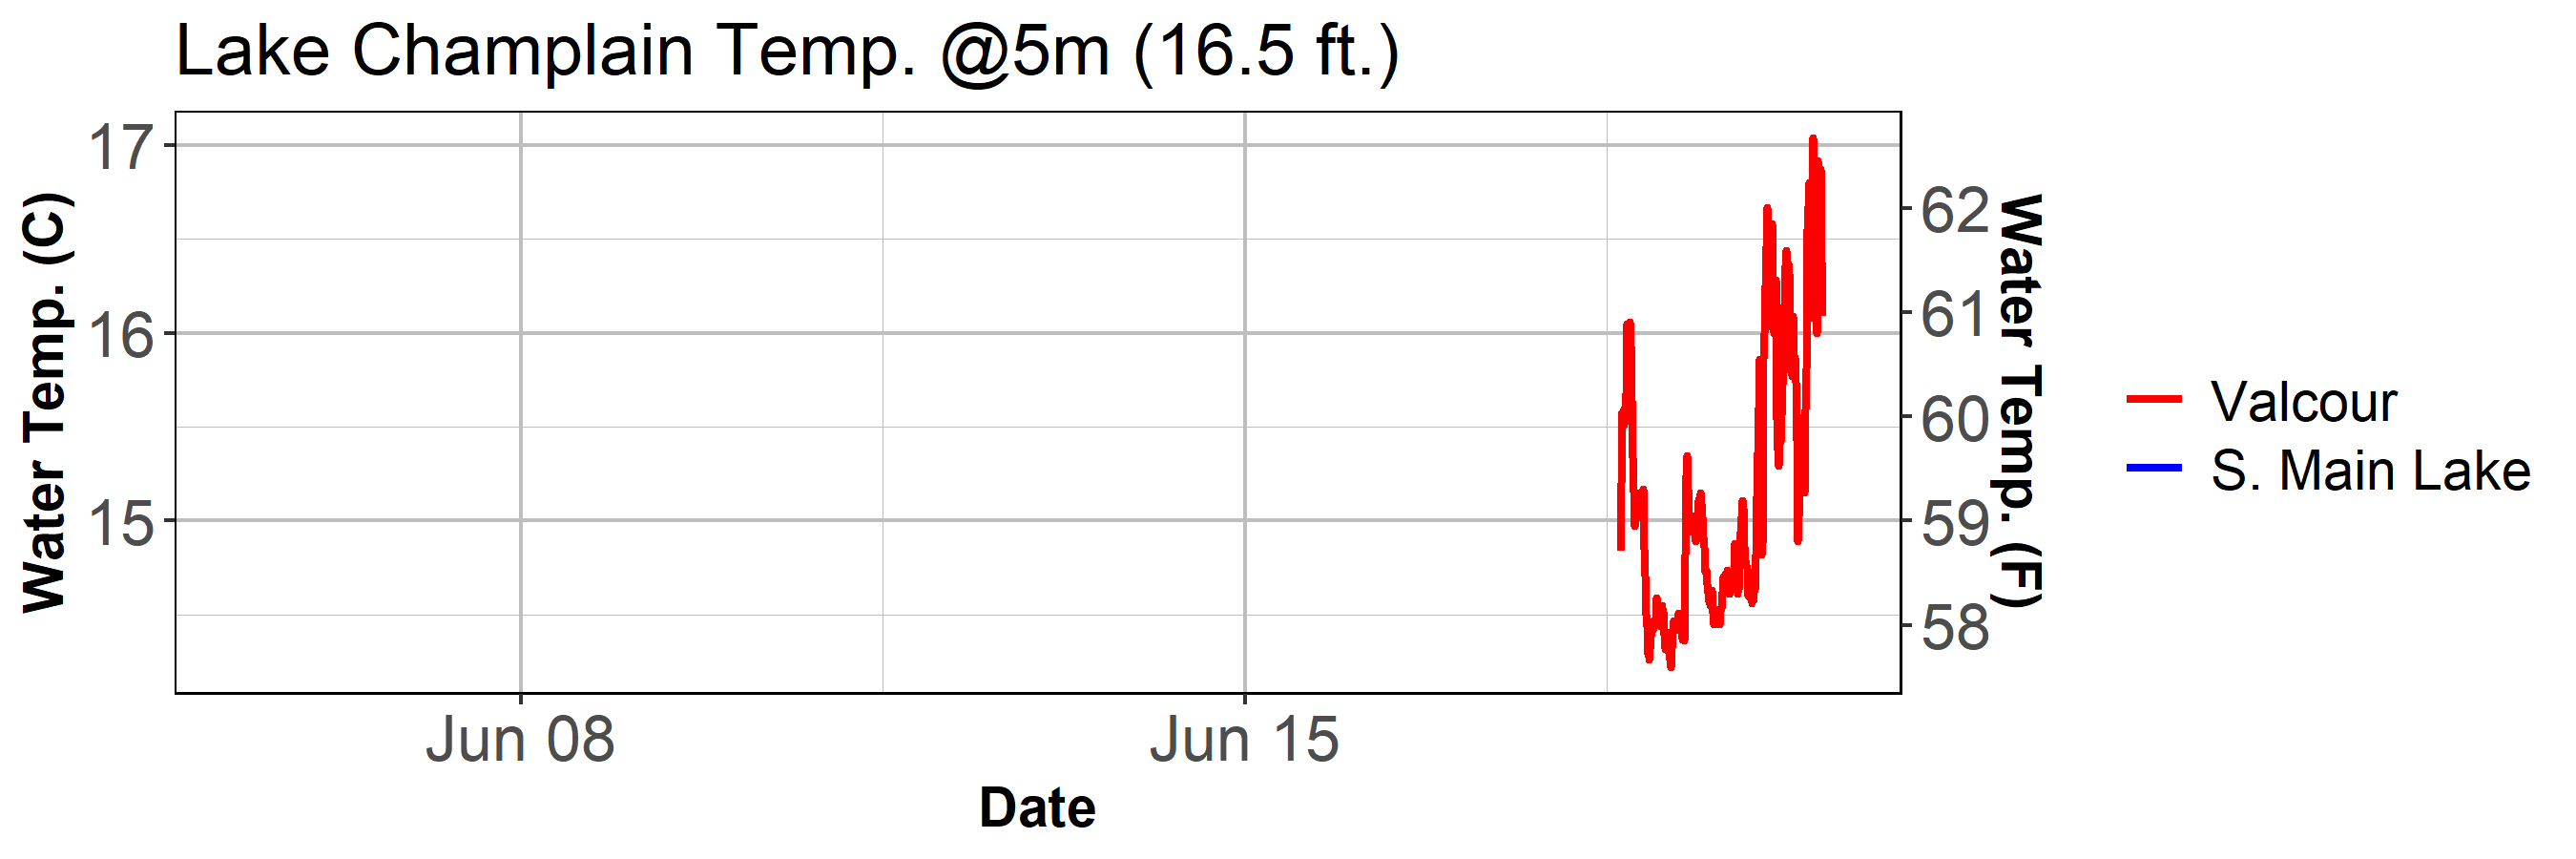 Lake Champlain Temp. @5m (16.5 ft.)
Water Temp. (C)
17
16
15
62
61
60
59
58
Water Temp. (F)
Jun 08
Jun 15
Date
Valcour
S. Main Lake